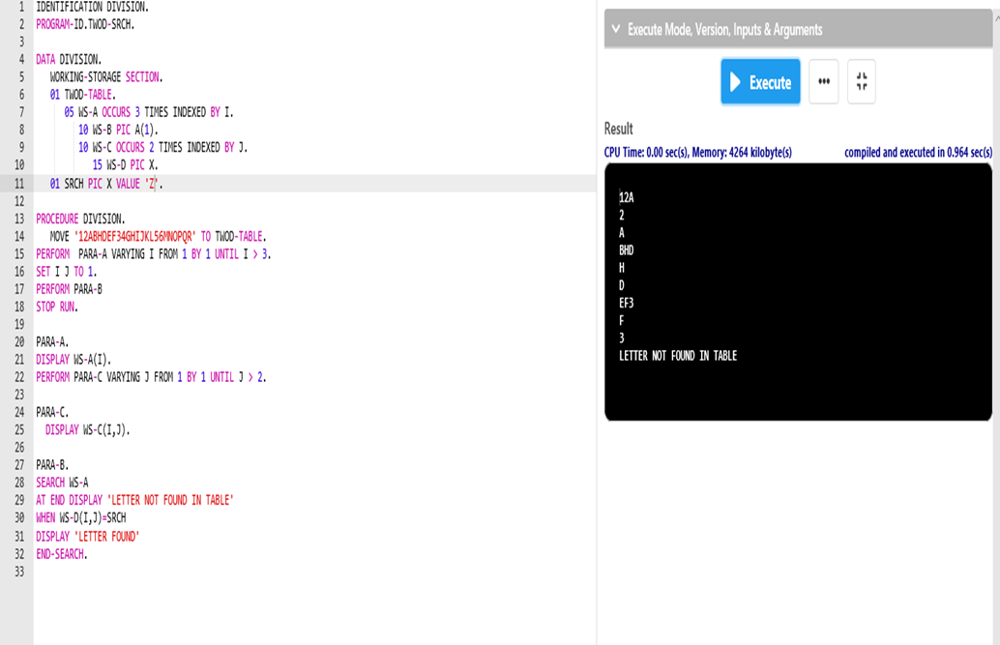 1 IDENTIFICATION DIVISION.
2 PROGRAM-ID.TWOD-SRCH.
3
4 DATA DIVISION.
5 WORKING-STORAGE SECTION.
6 01 TWOD-TABLE.
7 05 WS-A OCCURS 3 TIMES INDEXED BY I.
8 10 WS-B PIC A(1).
9 10 WS-C OCCURS 2 TIMES INDEXED BY J.
10 15 WS-D PIC X.
11 01 SRCH PIC X VALUE 'Z'.
12
13 PROCEDURE DIVISION.
14 MOVE '12ABHDEF34GHIJKL56MNOPQR' TO TWOD-TABLE.
15 PERFORM PARA-A VARYING I FROM 1 BY 1 UNTIL I > 3.
16 SET I J TO 1.
17 PERFORM PARA-B
18 STOP RUN.
19
20 PARA-A.
21 DISPLAY WS-A(I).
22 PERFORM PARA-C VARYING J FROM 1 BY 1 UNTIL J > 2.
23
24 PARA-C.
25 DISPLAY WS-C(I,J).
26
27 PARA-B.
28 SEARCH WS-A
29 AT END DISPLAY 'LETTER NOT FOUND IN TABLE'
30 WHEN WS-D(I,J)=SRCH
31 DISPLAY 'LETTER FOUND'
32 END-SEARCH.
33
Execute Mode, Version, Inputs & Arguments
Execute
Result
CPU Time: 0.00 sec(s), Memory: 4264 kilobyte(s) compiled and executed in 0.964 sec(s)
12A
2
A
BHD
H
D
EF3
F
3
LETTER NOT FOUND IN TABLE